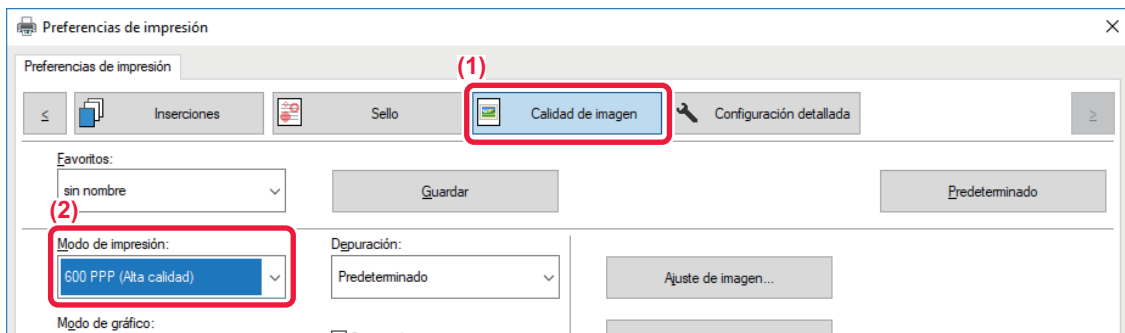 Preferencias de impresión
Preferencias de impresión
(1)
≤ Inserciones Sello Calidad de imagen Configuración detallada ≥
Favoritos:
sin nombre Guardar Predeterminado
(2)
Modo de impresión: Depuración:
600 PPP (Alta calidad) Predeterminado Ajuste de imagen...
Modo de gráfico: